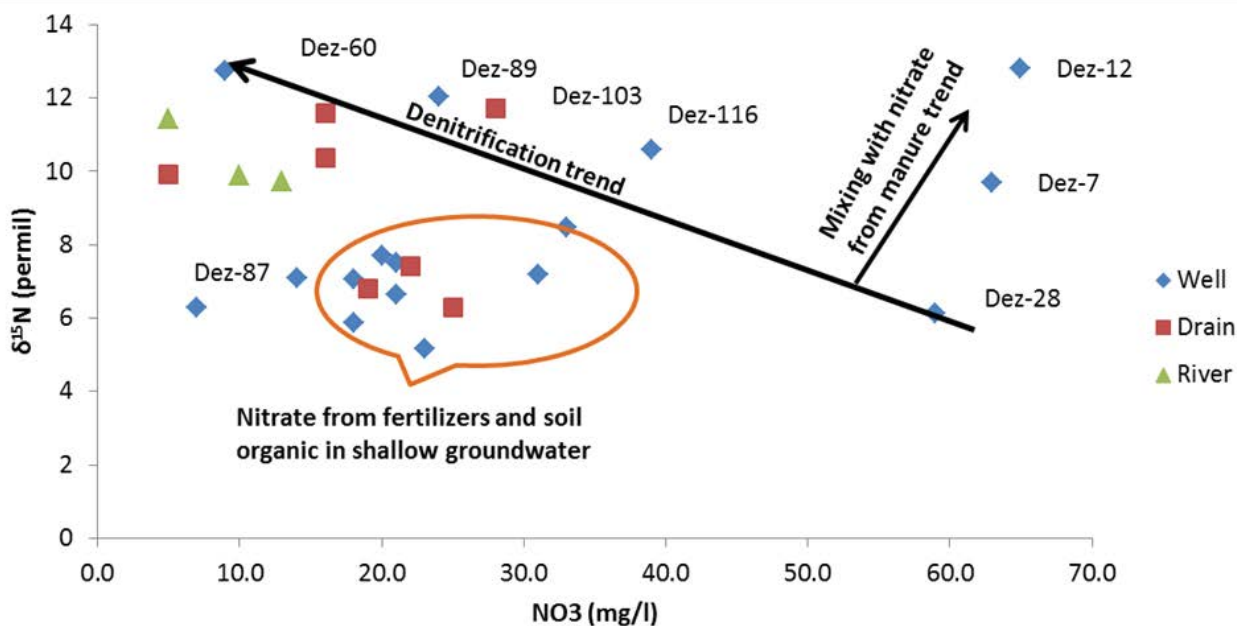 14
12
10
8
6
4
2
0
δ¹⁵N (permil)
0.0
10.0
20.0
30.0
40.0
50.0
60.0
70.0
NO3 (mg/l)
Dez-60
Dez-89
Dez-103
Dez-116
Dez-12
Dez-7
Dez-28
Dez-87
Denitrification trend
Mixing with nitrate
from manure trend
Nitrate from fertilizers and soil
organic in shallow groundwater
Well
Drain
River